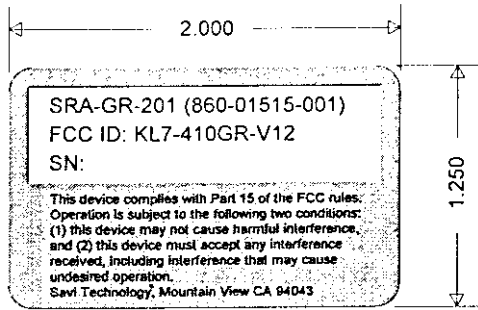 2.000
SRA-GR-201 (860-01515-001)
FCC ID: KL7-410GR-V12
SN:
1.250
This device complies with Part 15 of the FCC rules.
Operation is subject to the following two conditions:
(1) this device may not cause harmful interference,
and (2) this device must accept any interference
received, including interference that may cause
undesired operation.
Savi Technology, Mountain View CA 94043